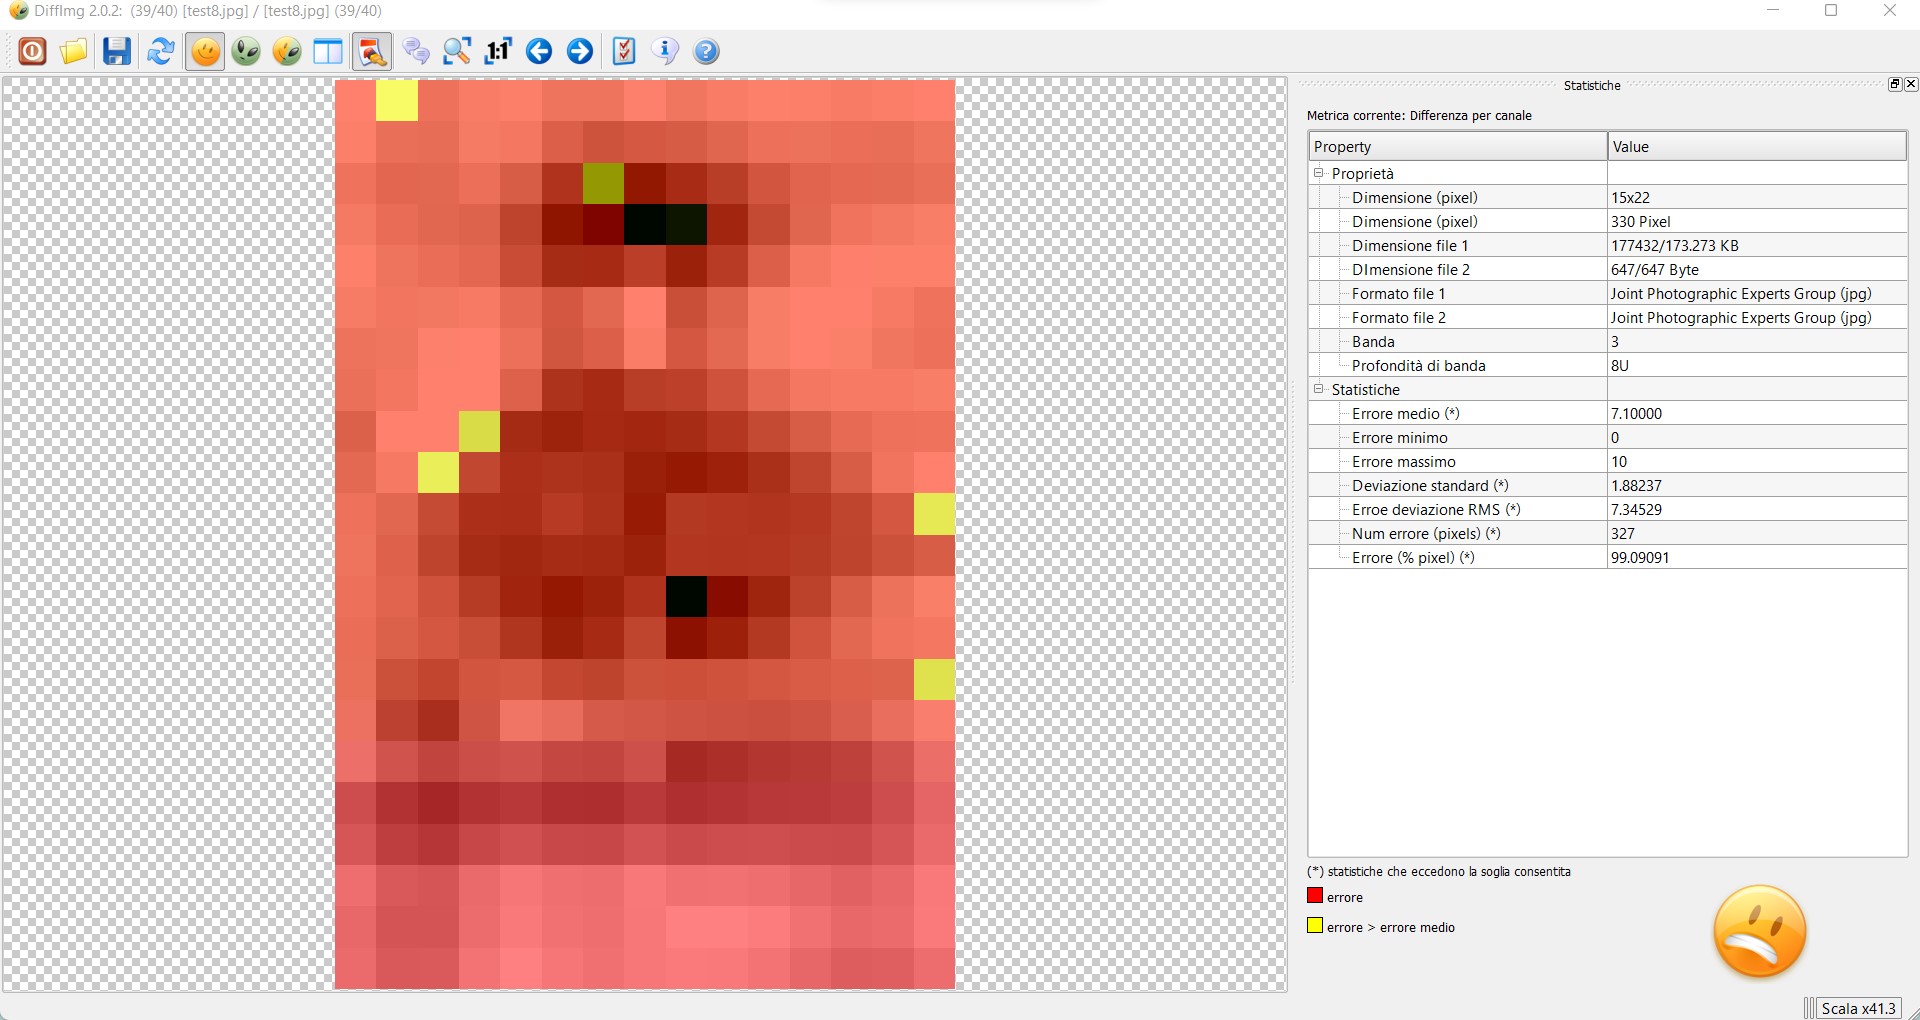 DiffImg 2.0.2: (39/40) [test8.jpg] / [test8.jpg] (39/40)
1:1
Statistiche
Metrica corrente: Differenza per canale
Property Value
Proprietà
Dimensione (pixel) 15x22
Dimensione (pixel) 330 Pixel
Dimensione file 1 177432/173.273 KB
DImensione file 2 647/647 Byte
Formato file 1 Joint Photographic Experts Group (jpg)
Formato file 2 Joint Photographic Experts Group (jpg)
Banda 3
Profondità di banda 8U
Statistiche
Errore medio (*) 7.10000
Errore minimo 0
Errore massimo 10
Deviazione standard (*) 1.88237
Erroe deviazione RMS (*) 7.34529
Num errore (pixels) (*) 327
Errore (% pixel) (*) 99.09091
(*) statistiche che eccedono la soglia consentita
errore
errore > errore medio
Scala x41.3